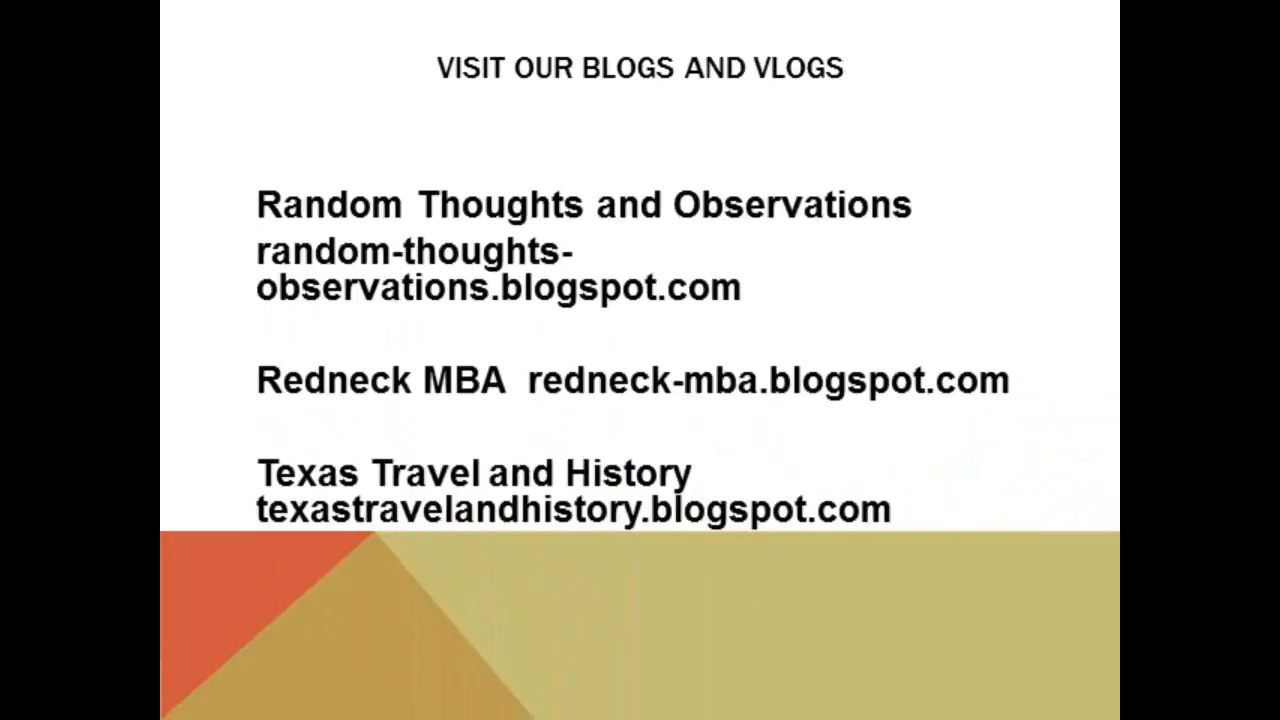 VISIT OUR BLOGS AND VLOGS
Random Thoughts and Observations
random-thoughts-
observations.blogspot.com
Redneck MBA redneck-mba.blogspot.com
Texas Travel and History
texastravelandhistory.blogspot.com